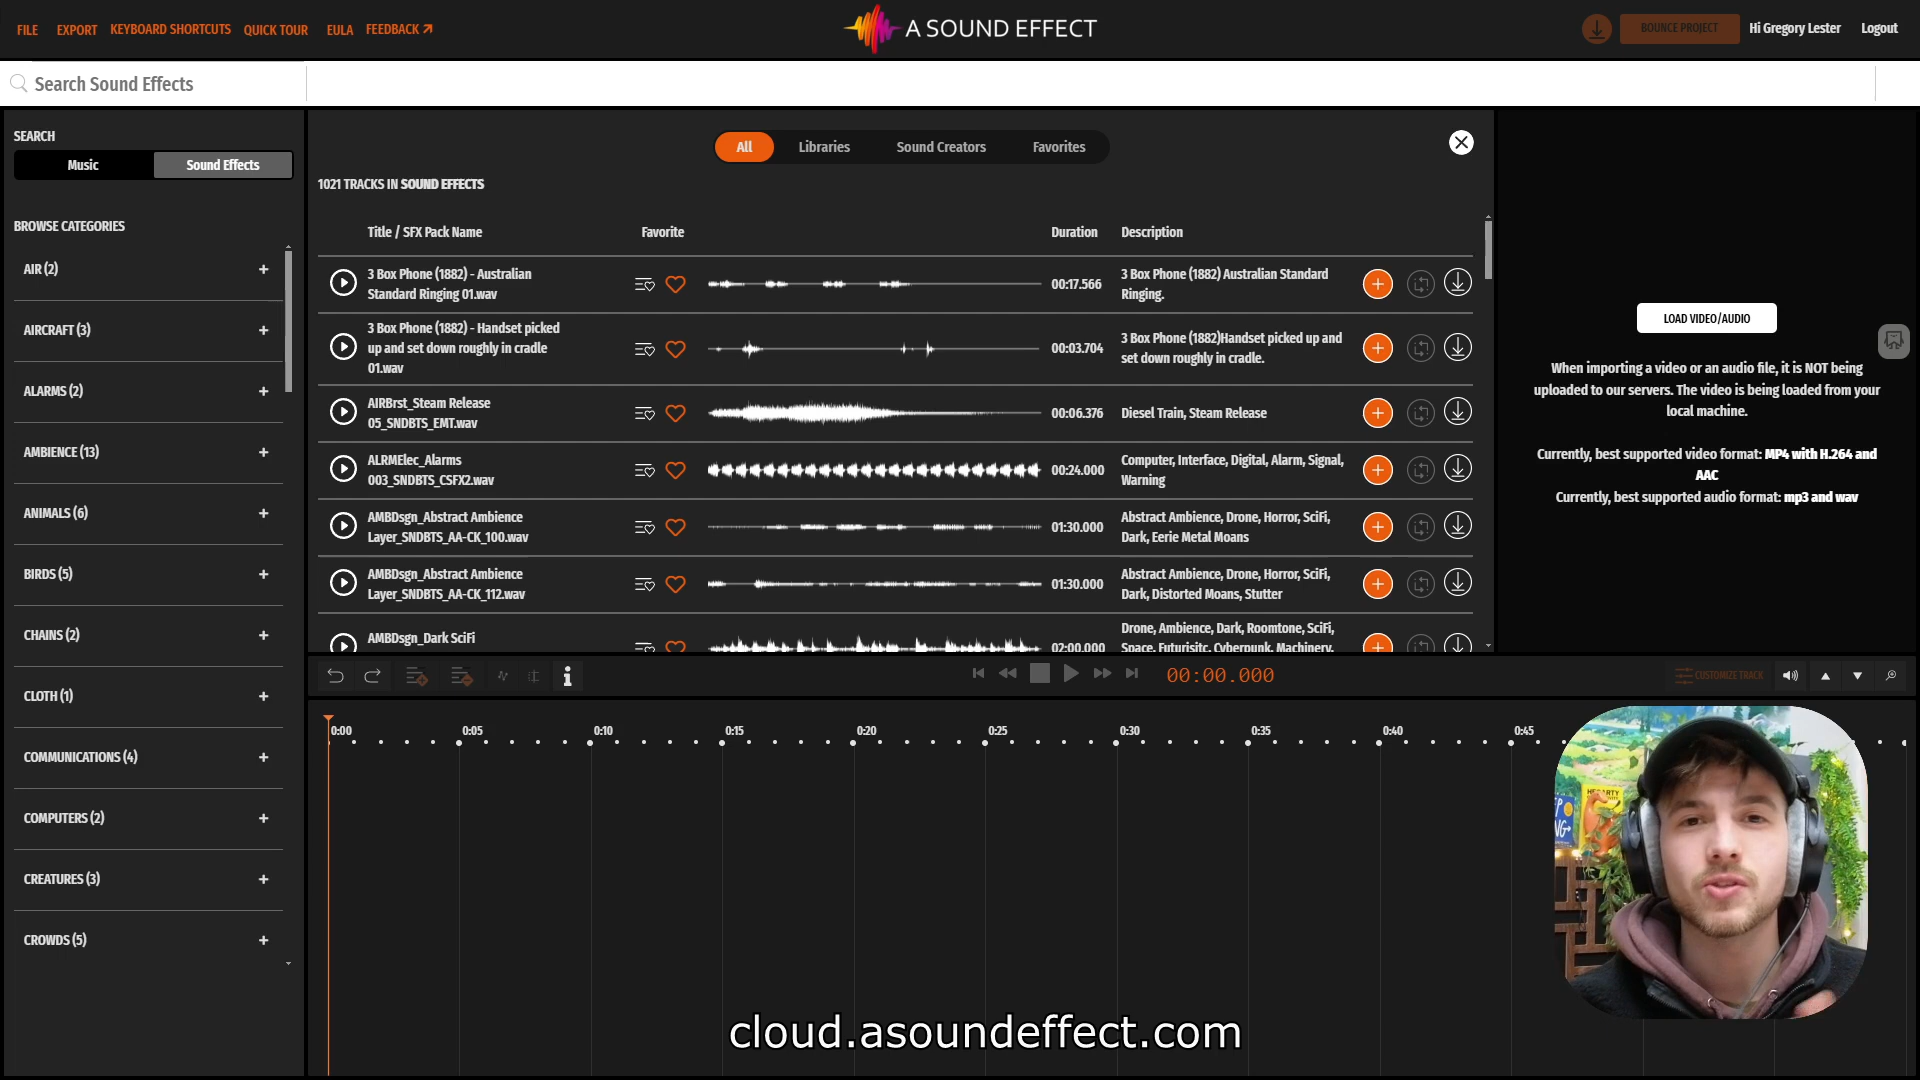 FILE
EXPORT
KEYBOARD SHORTCUTS
QUICK TOUR
EULA
FEEDBACK
A SOUND EFFECT
BOUNCE PROJECT
Hi Gregory Lester
Logout
Search Sound Effects
SEARCH
Music
Sound Effects
BROWSE CATEGORIES
AIR (2)
AIRCRAFT (3)
ALARMS (2)
AMBIENCE (13)
ANIMALS (6)
BIRDS (5)
CHAINS (2)
CLOTH (1)
COMMUNICATIONS (4)
COMPUTERS (2)
CREATURES (3)
CROWDS (5)
All
Libraries
Sound Creators
Favorites
1021 TRACKS IN SOUND EFFECTS
Title / SFX Pack Name
Favorite
Duration
Description
3 Box Phone (1882) - Australian
Standard Ringing 01.wav
00:17.566
3 Box Phone (1882) Australian Standard
Ringing.
3 Box Phone (1882) - Handset picked
up and set down roughly in cradle
01.wav
00:03.704
3 Box Phone (1882)Handset picked up and
set down roughly in cradle.
AIRBrst_Steam Release
05_SNDBTS_EMT.wav
00:06.376
Diesel Train, Steam Release
ALRMElec_Alarms
003_SNDBTS_CSFX2.wav
00:24.000
Computer, Interface, Digital, Alarm, Signal,
Warning
AMBDsgn_Abstract Ambience
Layer_SNDBTS_AA-CK_100.wav
01:30.000
Abstract Ambience, Drone, Horror, SciFi,
Dark, Eerie Metal Moans
AMBDsgn_Abstract Ambience
Layer_SNDBTS_AA-CK_112.wav
01:30.000
Abstract Ambience, Drone, Horror, SciFi,
Dark, Distorted Moans, Stutter
AMBDsgn_Dark SciFi
02:00.000
Drone, Ambience, Dark, Roomtone, SciFi,
Space, Futurisitc, Cyberpunk, Machinery,
LOAD VIDEO/AUDIO
When importing a video or an audio file, it is NOT being
uploaded to our servers. The video is being loaded from your
local machine.
Currently, best supported video format: MP4 with H.264 and
AAC
Currently, best supported audio format: mp3 and wav
00:00.000
CUSTOMIZE TRACK
0:00
0:05
0:10
0:15
0:20
0:25
0:30
0:35
0:40
0:45
HEGARTY
cloud.asoundeffect.com